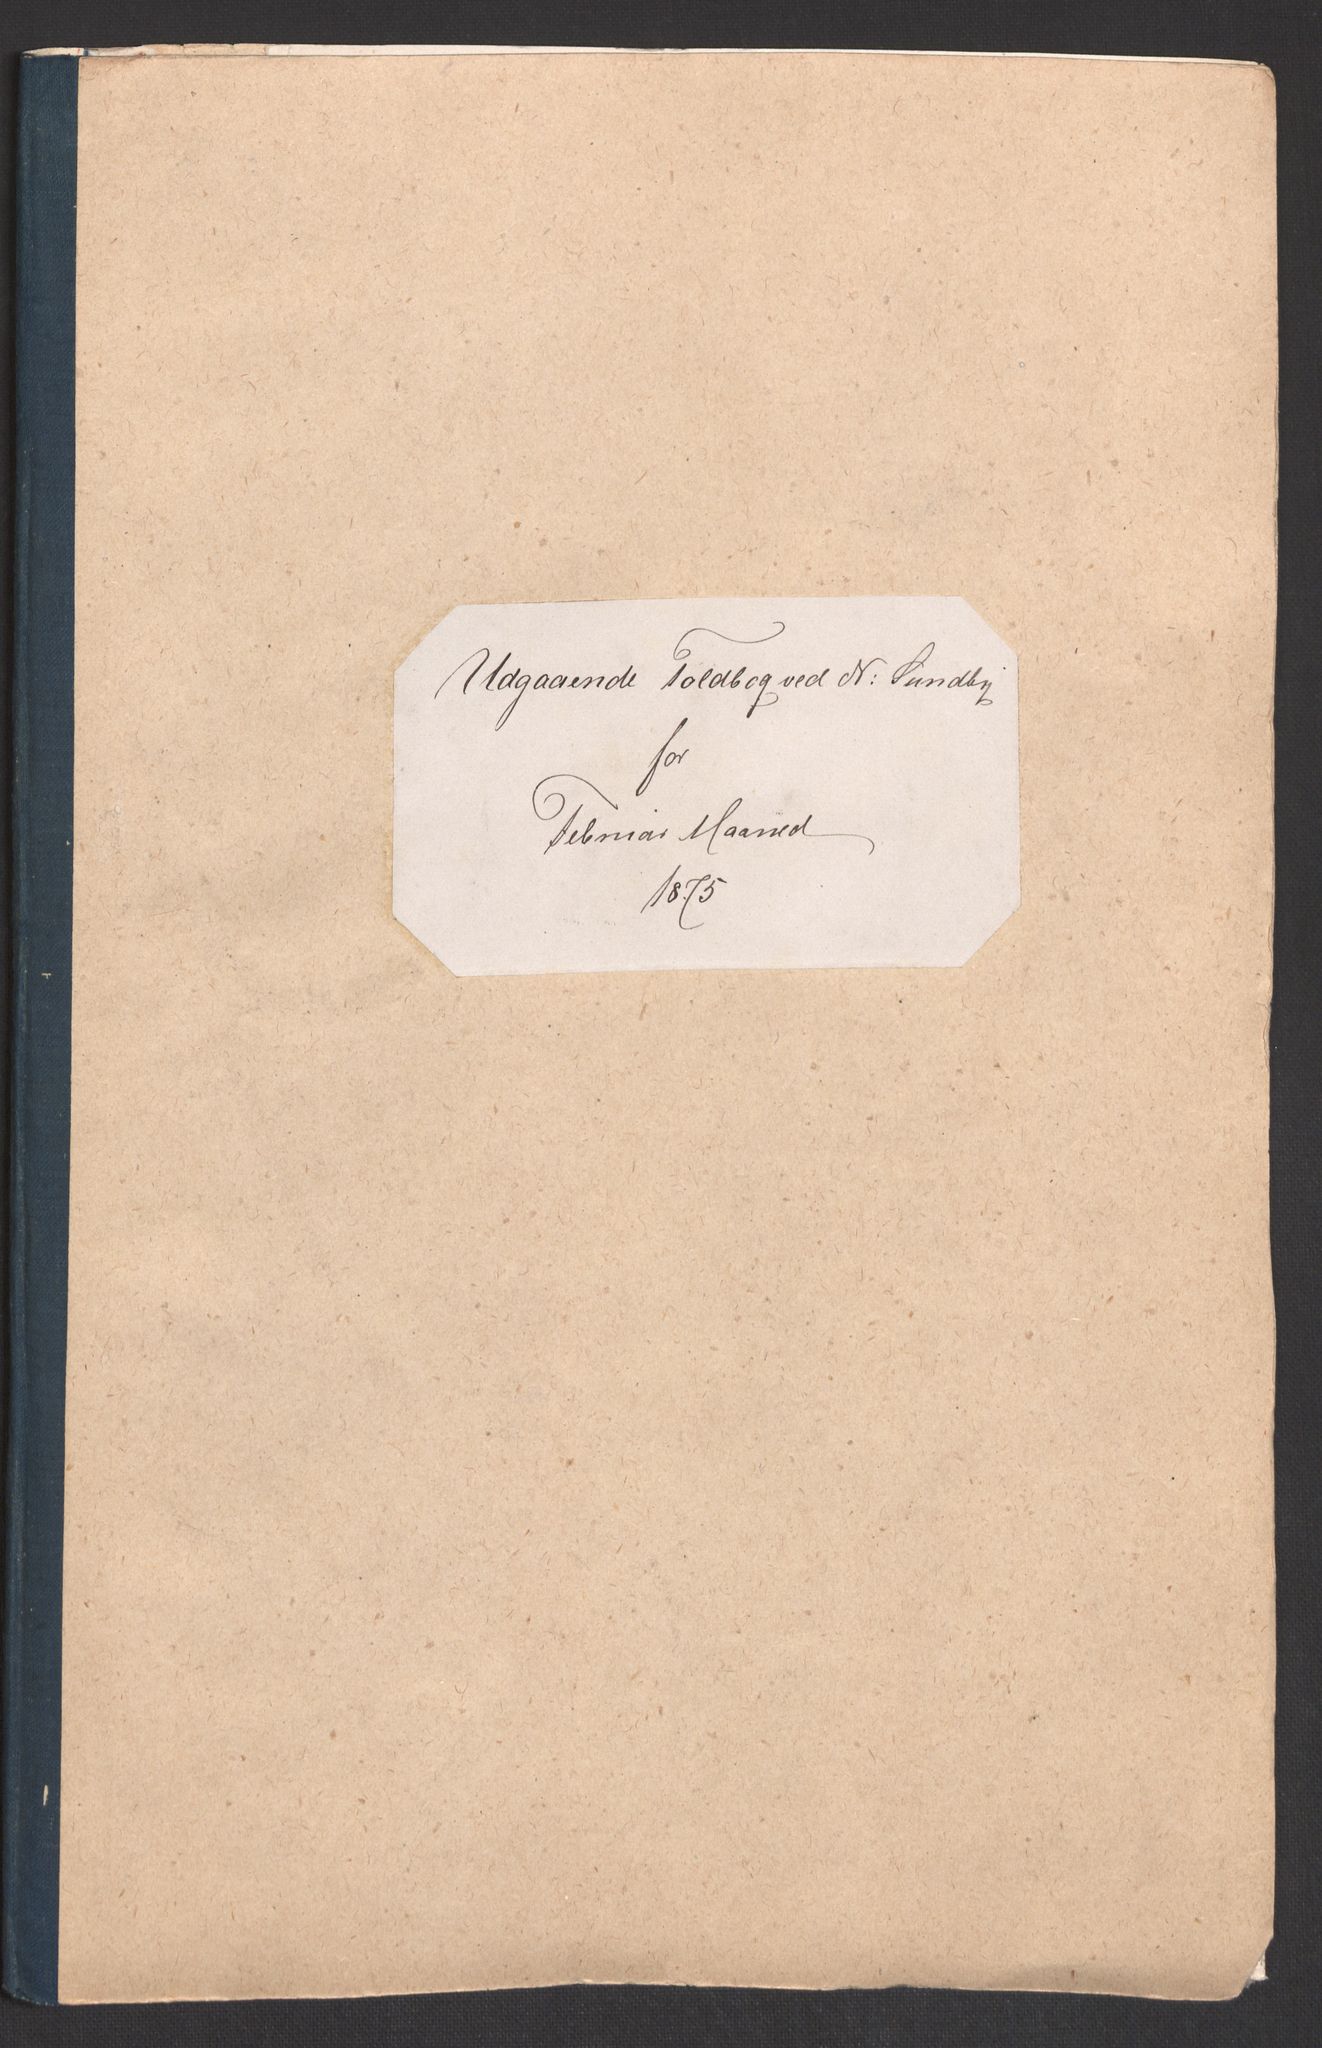 Udgaaende Toldbog ved N: Sundby
for
Februar Maaned
1875